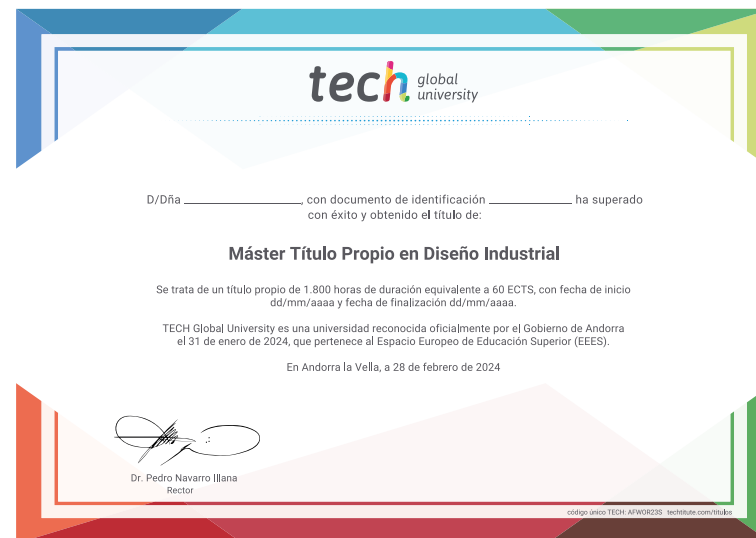 tech global
university
D/Dña ____________________, con documento de identificación ______________ ha superado
con éxito y obtenido el título de:
Máster Título Propio en Diseño Industrial
Se trata de un título propio de 1.800 horas de duración equivalente a 60 ECTS, con fecha de inicio
dd/mm/aaaa y fecha de finalización dd/mm/aaaa.
TECH Global University es una universidad reconocida oficialmente por el Gobierno de Andorra
el 31 de enero de 2024, que pertenece al Espacio Europeo de Educación Superior (EEES).
En Andorra la Vella, a 28 de febrero de 2024
Dr. Pedro Navarro Illana
Rector
código único TECH: AFWOR23S techtitute.com/titulos